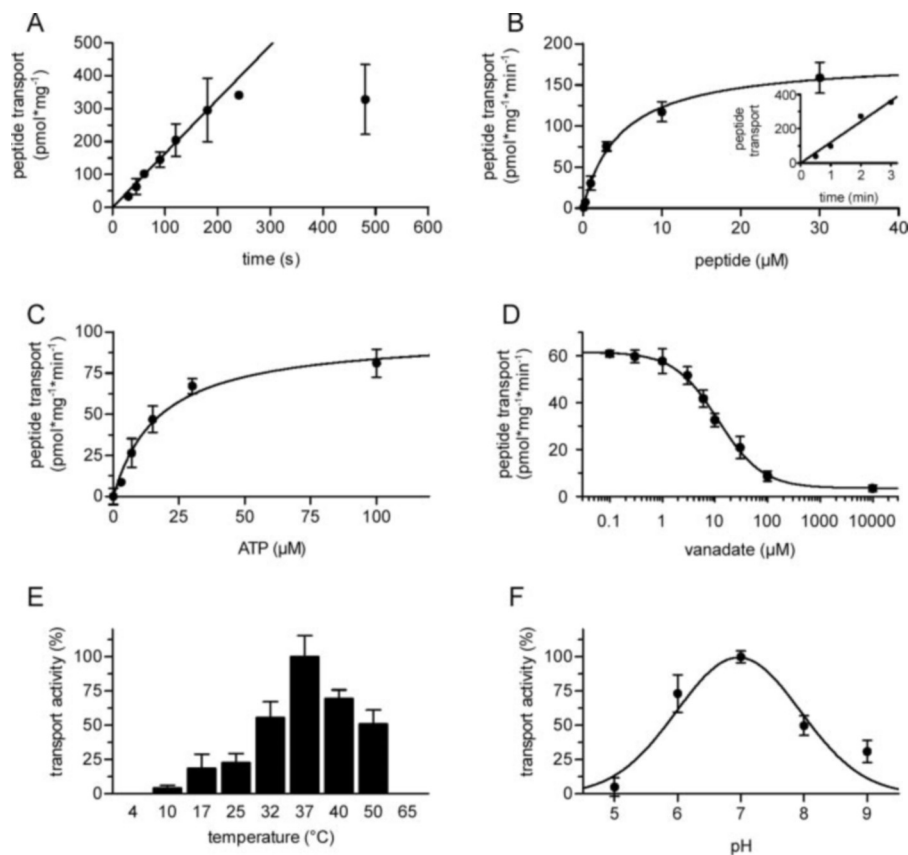 A
peptide transport
(pmol*mg-1)
500
400
300
200
100
0
0 100 200 300 400 500 600
time (s)
B
peptide transport
(pmol*mg-1*min-1)
200
150
100
75
50
25
0
0 10 20 30 40
peptide (µM)
peptide
transport
400
200
0
0 1 2 3
time (min)
C
peptide transport
(pmol*mg-1*min-1)
100
75
50
25
0
0 25 50 75 100
ATP (µM)
D
peptide transport
(pmol*mg-1*min-1)
80
60
40
20
0
0.1 1 10 100 1000 10000
vanadate (µM)
E
transport activity (%)
100
75
50
25
0
4 10 17 25 32 37 40 50 65
temperature (°C)
F
transport activity (%)
100
75
50
25
0
5 6 7 8 9
pH